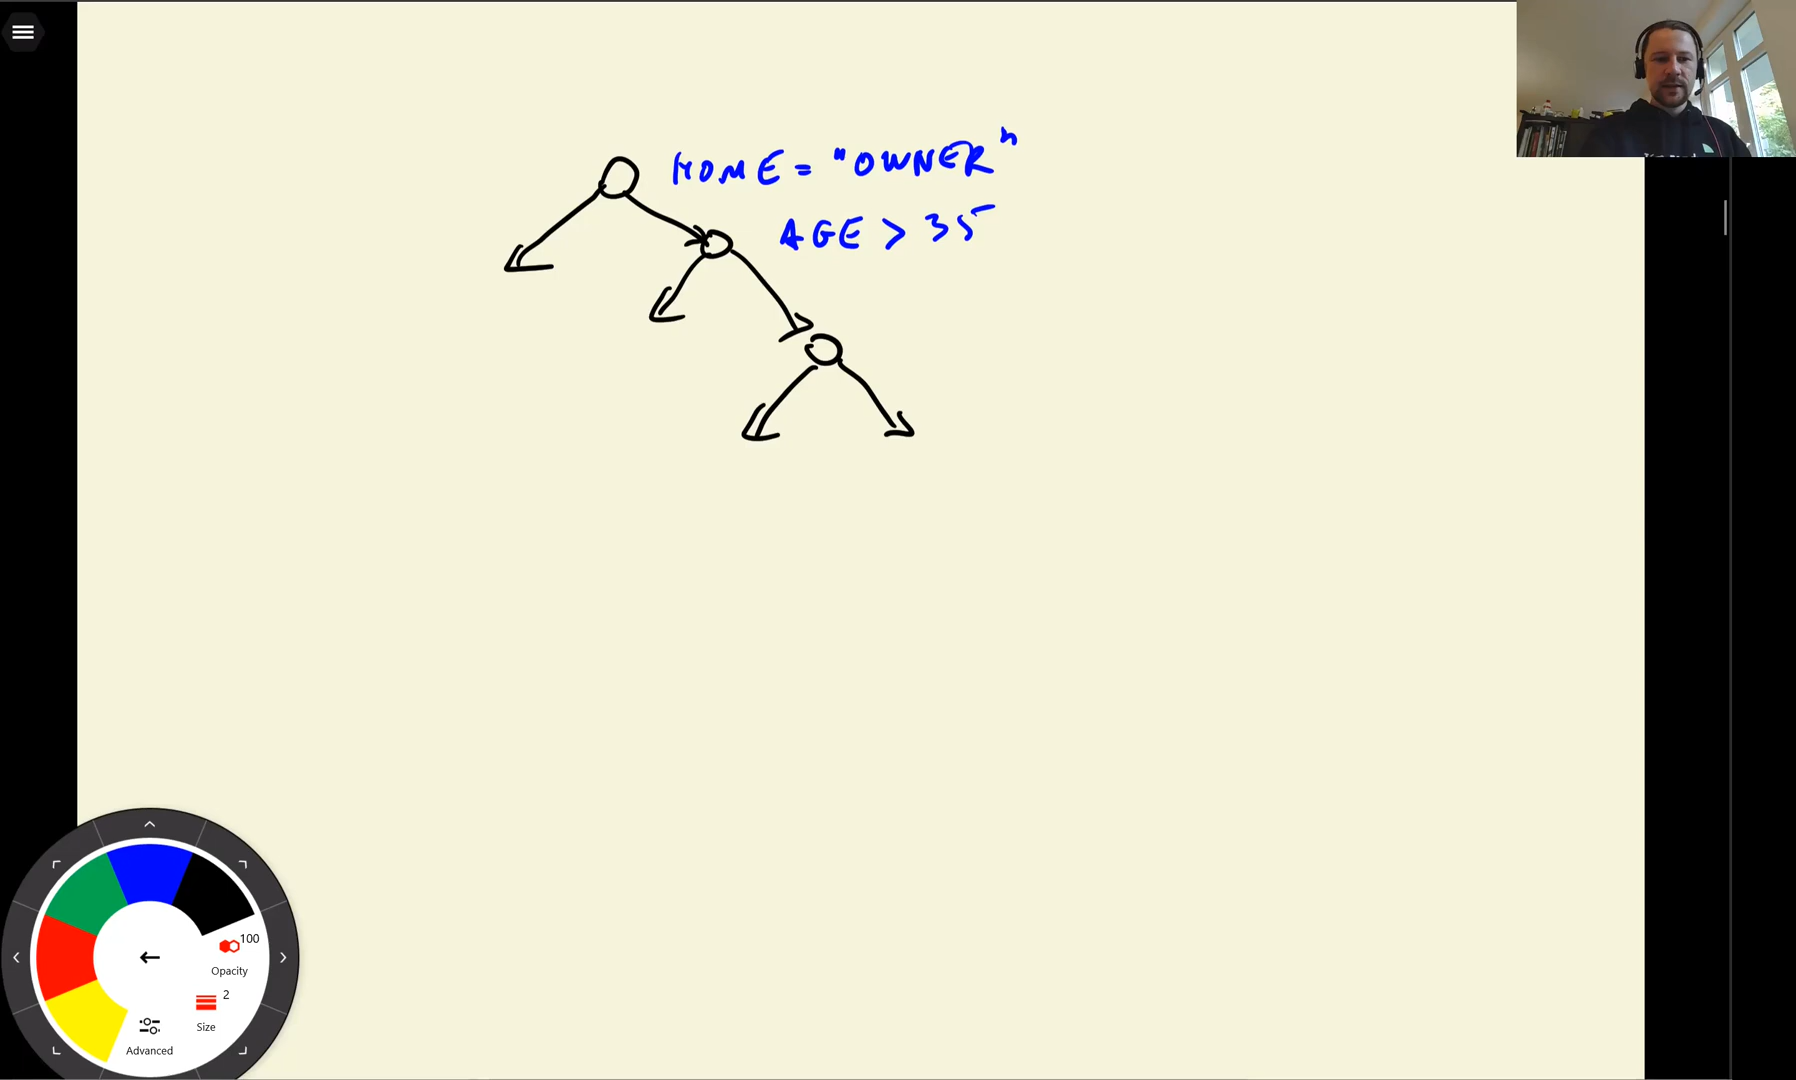 HOME = "OWNER"
AGE > 35
100
Opacity
2
Size
Advanced